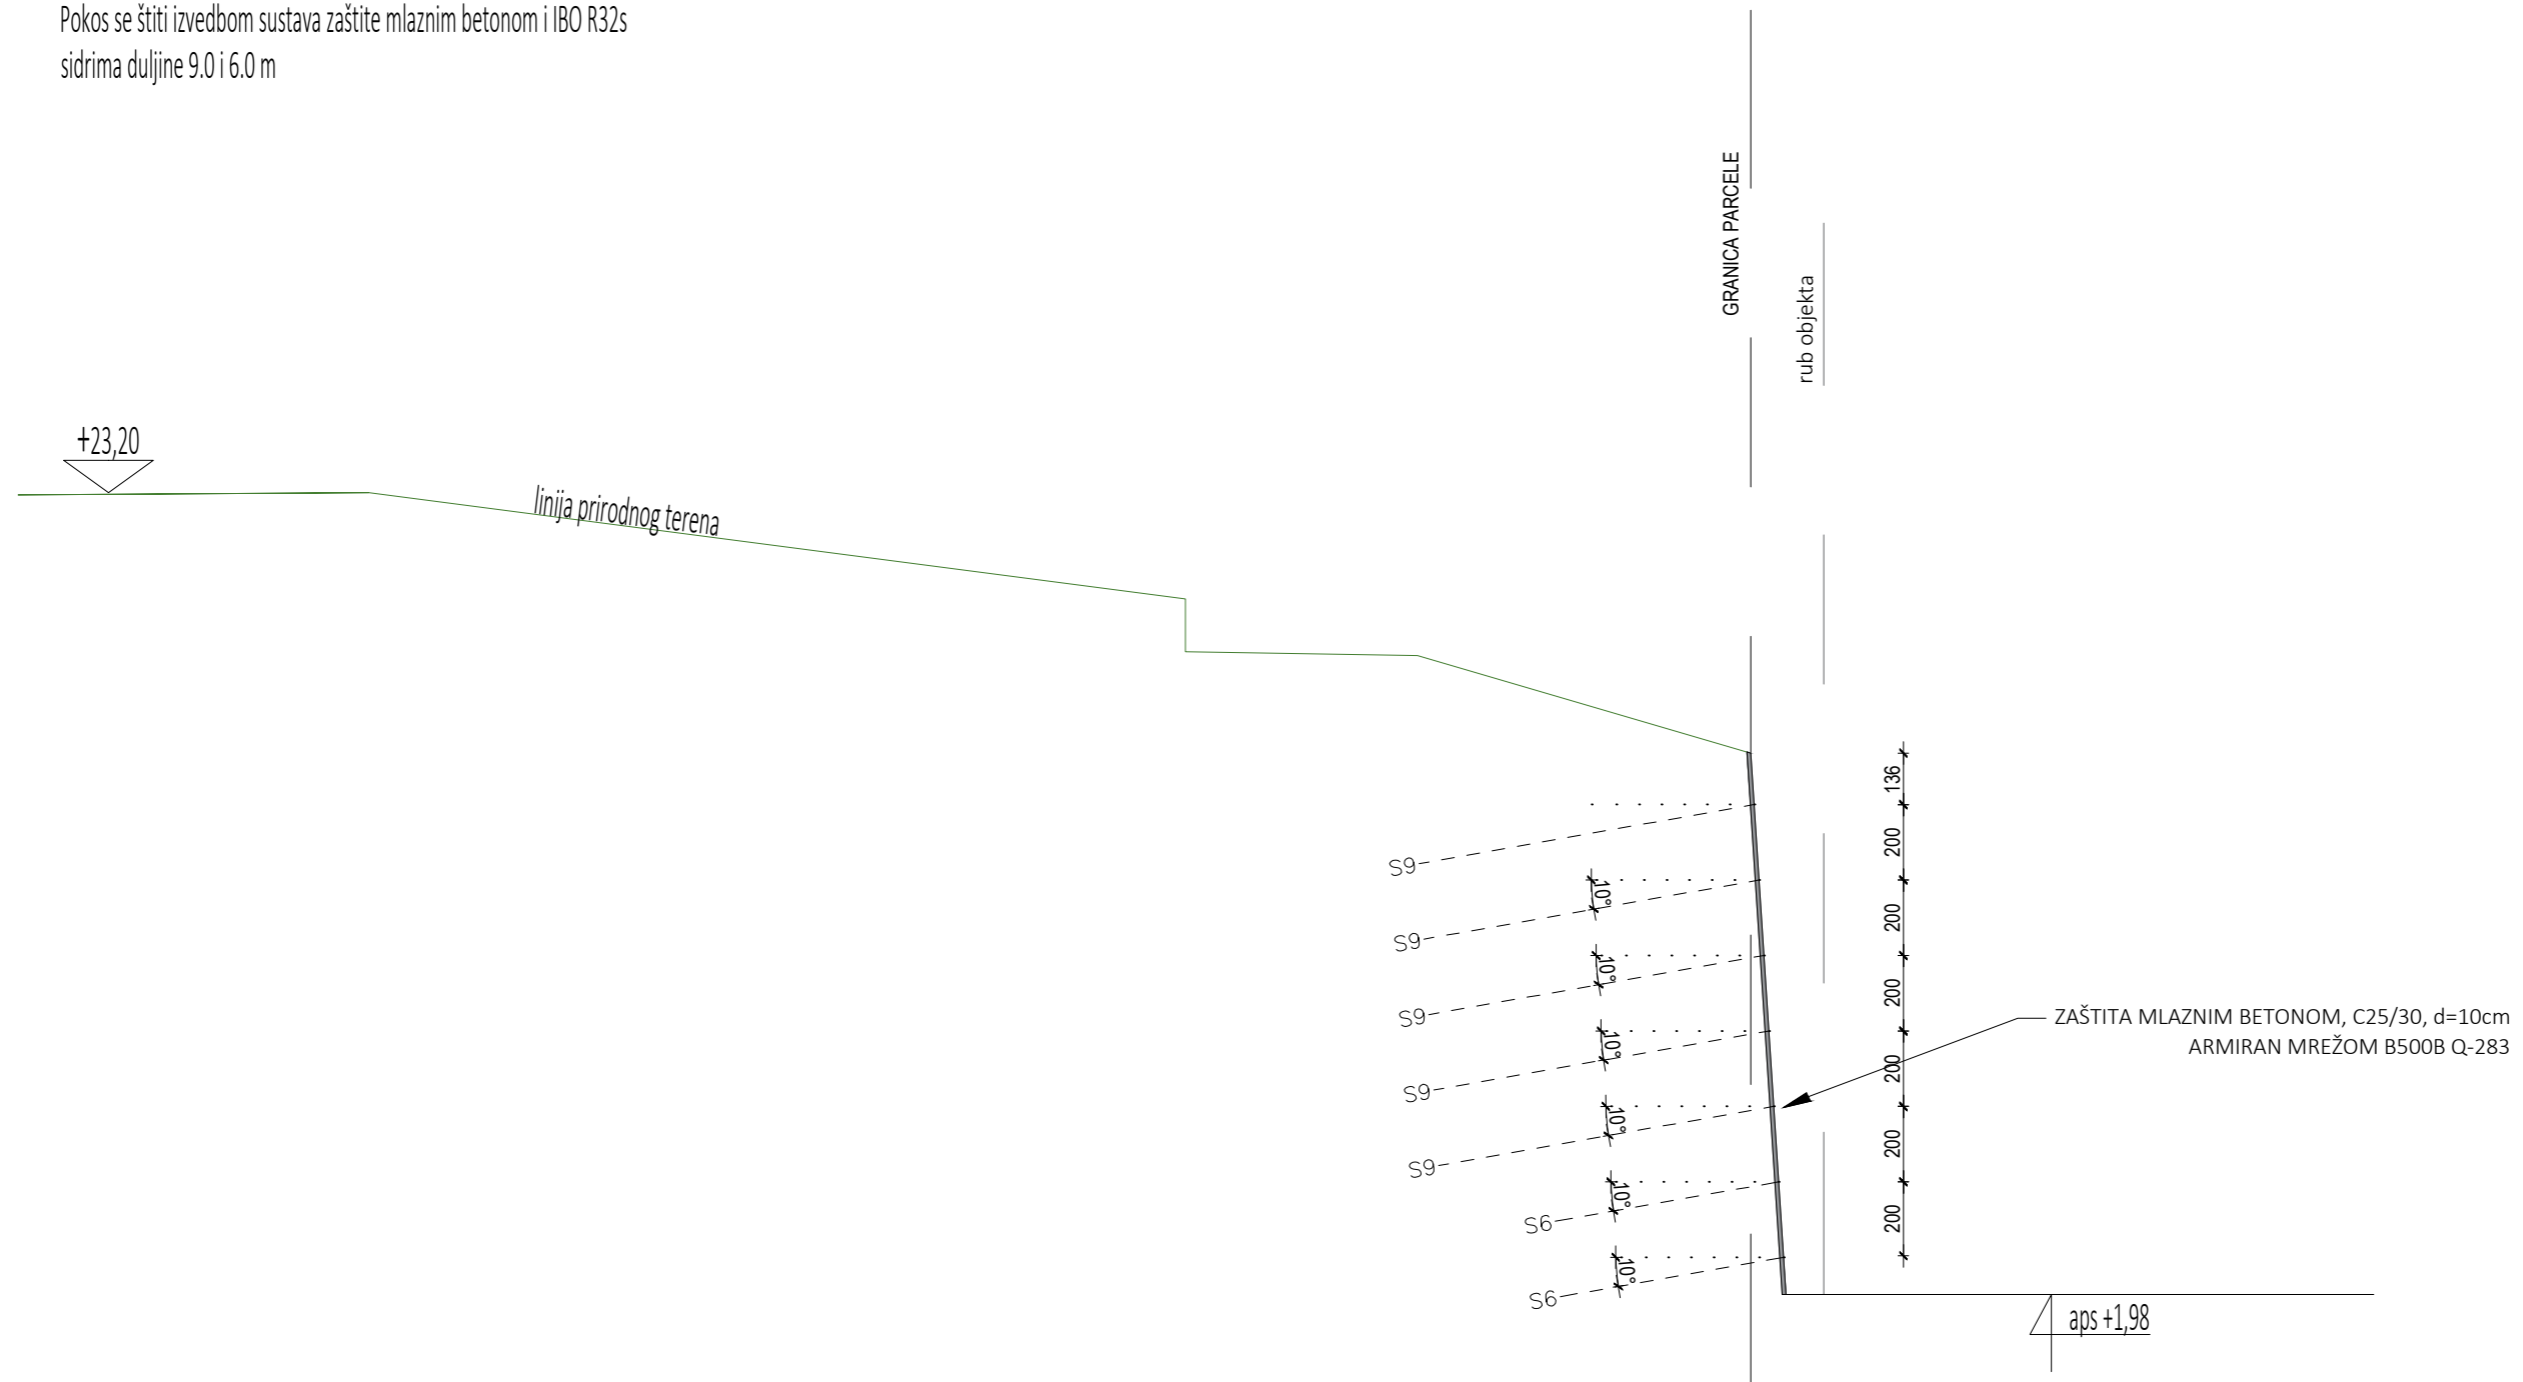 Pokos se štiti izvedbom sustava zaštite mlaznim betonom i IBO R32s
sidrima duljine 9.0 i 6.0 m
GRANICA PARCELE
rub objekta
+23,20
linija prirodnog terena
136
200
200
200
200
200
200
S9
S9
S9
S9
S9
S6
S6
10°
10°
10°
10°
10°
10°
ZAŠTITA MLAZNIM BETONOM, C25/30, d=10cm
ARMIRAN MREŽOM B500B Q-283
aps +1,98